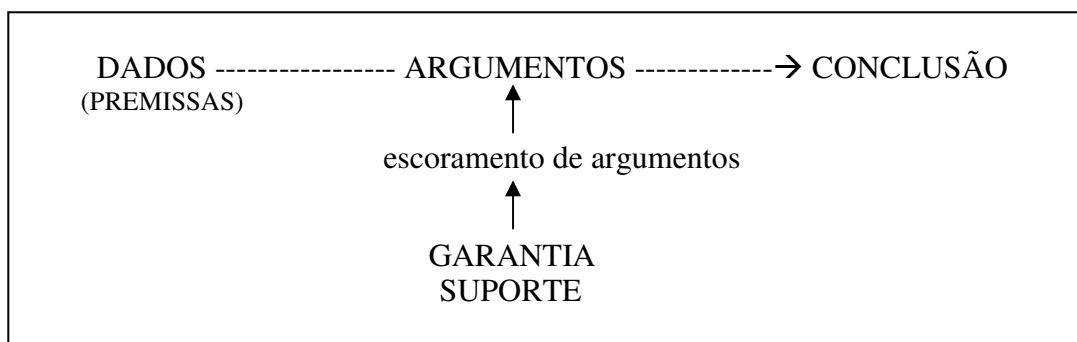 DADOS ----------------- ARGUMENTOS -------------→ CONCLUSÃO
(PREMISSAS)
escoramento de argumentos
GARANTIA
SUPORTE